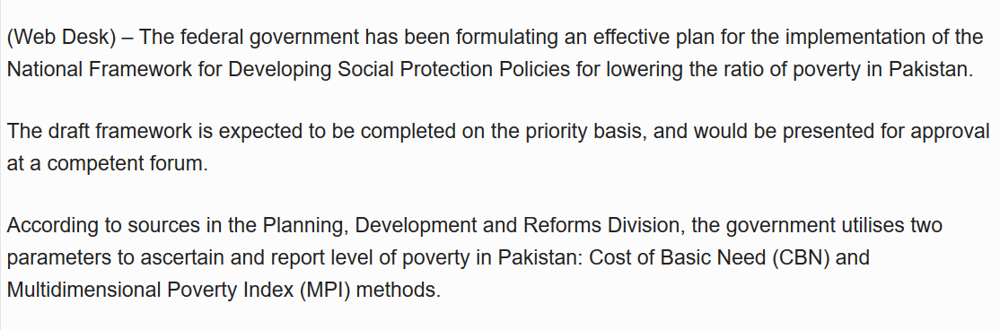 (Web Desk) – The federal government has been formulating an effective plan for the implementation of the
National Framework for Developing Social Protection Policies for lowering the ratio of poverty in Pakistan.
The draft framework is expected to be completed on the priority basis, and would be presented for approval
at a competent forum.
According to sources in the Planning, Development and Reforms Division, the government utilises two
parameters to ascertain and report level of poverty in Pakistan: Cost of Basic Need (CBN) and
Multidimensional Poverty Index (MPI) methods.